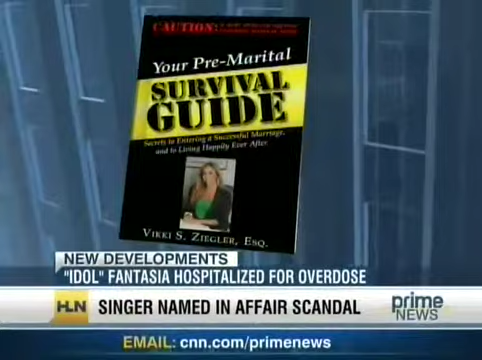 CAUTION:
Your Pre-Marital
SURVIVAL
GUIDE
Secrets to Entering a Successful Marriage,
and to Living Happily Ever After
VIKKI S. ZIEGLER, ESQ.
NEW DEVELOPMENTS
"IDOL" FANTASIA HOSPITALIZED FOR OVERDOSE
HLN
SINGER NAMED IN AFFAIR SCANDAL
prime
NEWS
EMAIL: cnn.com/primenews